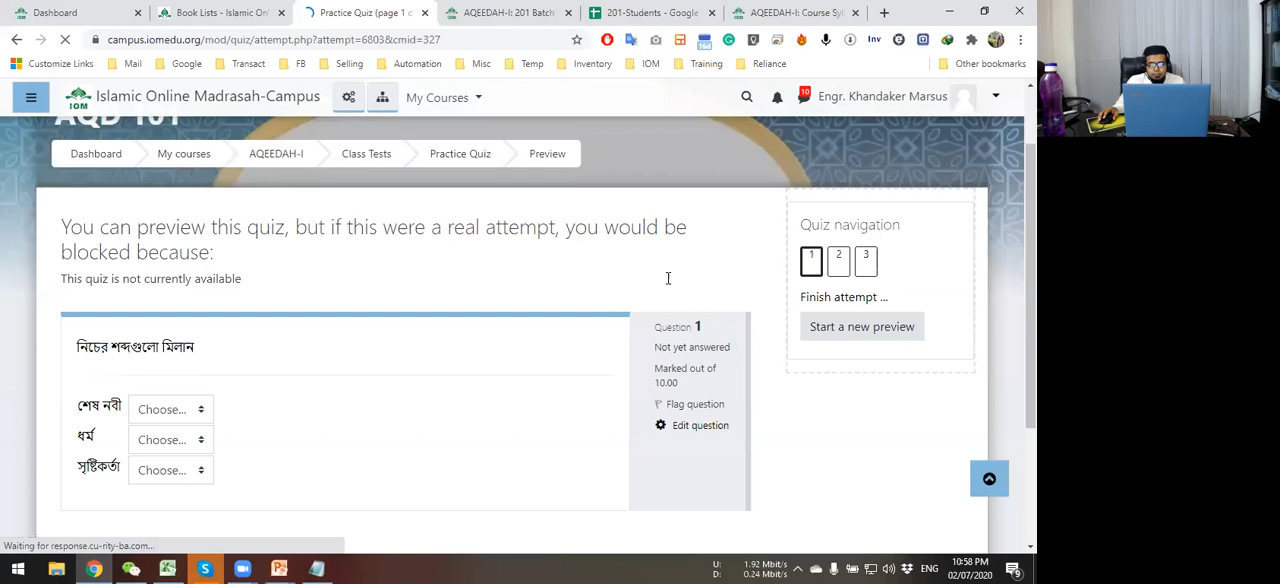 Dashboard
Book Lists - Islamic Onl
Practice Quiz (page 1 c
AQEEDAH-I: 201 Batch
201-Students - Google
AQEEDAH-I: Course Syl
campus.iomedu.org/mod/quiz/attempt.php?attempt=6803&cmid=327
Customize Links
Mail
Google
Transact
FB
Selling
Automation
Misc
Temp
Inventory
IOM
Training
Reliance
Other bookmarks
IOM
Islamic Online Madrasah-Campus
My Courses
10
Engr. Khandaker Marsus
AQD 101
Dashboard
My courses
AQEEDAH-I
Class Tests
Practice Quiz
Preview
You can preview this quiz, but if this were a real attempt, you would be
blocked because:
This quiz is not currently available
Quiz navigation
1 2 3
Finish attempt ...
Start a new preview
Question 1
Not yet answered
Marked out of
10.00
Flag question
Edit question
নিচের শব্দগুলো মিলান
শেষ নবী Choose...
ধর্ম Choose...
সৃষ্টিকর্তা Choose...
Waiting for response.cu-rity-ba.com...
U: 1.92 Mbit/s
D: 0.24 Mbit/s
ENG
10:58 PM
02/07/2020